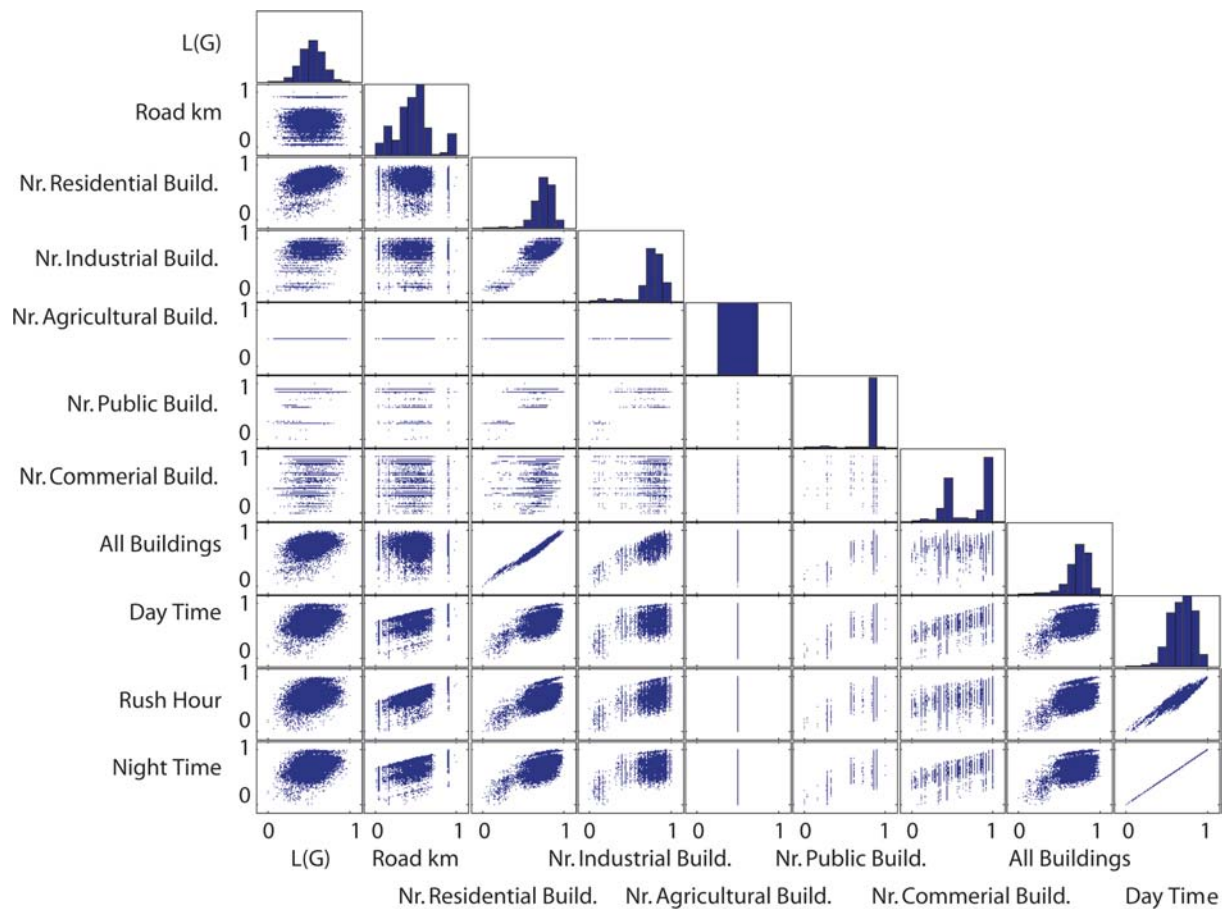 L(G)
Road km
1
0
Nr. Residential Build.
1
0
Nr. Industrial Build.
1
0
Nr. Agricultural Build.
1
0
Nr. Public Build.
1
0
Nr. Commerial Build.
1
0
All Buildings
1
0
Day Time
1
0
Rush Hour
1
0
Night Time
1
0
0 1 0 1 0 1 0 1 0 1 0 1 0 1 0 1 0 1
L(G) Road km Nr. Industrial Build. Nr. Public Build. All Buildings
Nr. Residential Build. Nr. Agricultural Build. Nr. Commerial Build. Day Time